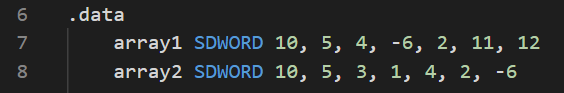 6 .data
7 array1 SDWORD 10, 5, 4, -6, 2, 11, 12
8 array2 SDWORD 10, 5, 3, 1, 4, 2, -6